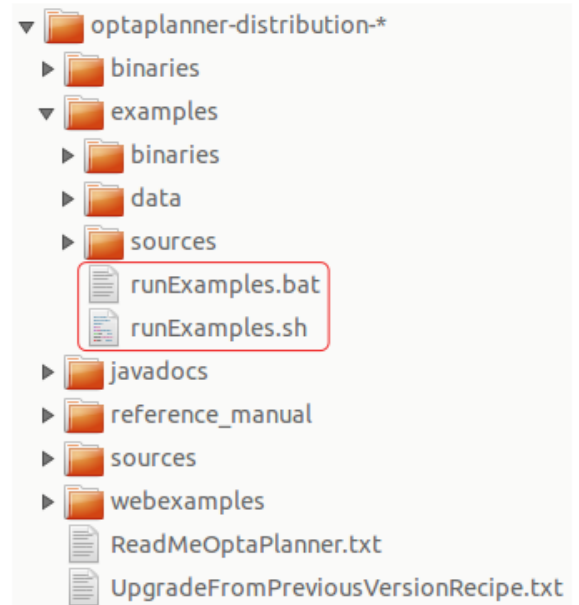 optaplanner-distribution-*
binaries
examples
binaries
data
sources
runExamples.bat
runExamples.sh
javadocs
reference_manual
sources
webexamples
ReadMeOptaPlanner.txt
UpgradeFromPreviousVersionRecipe.txt